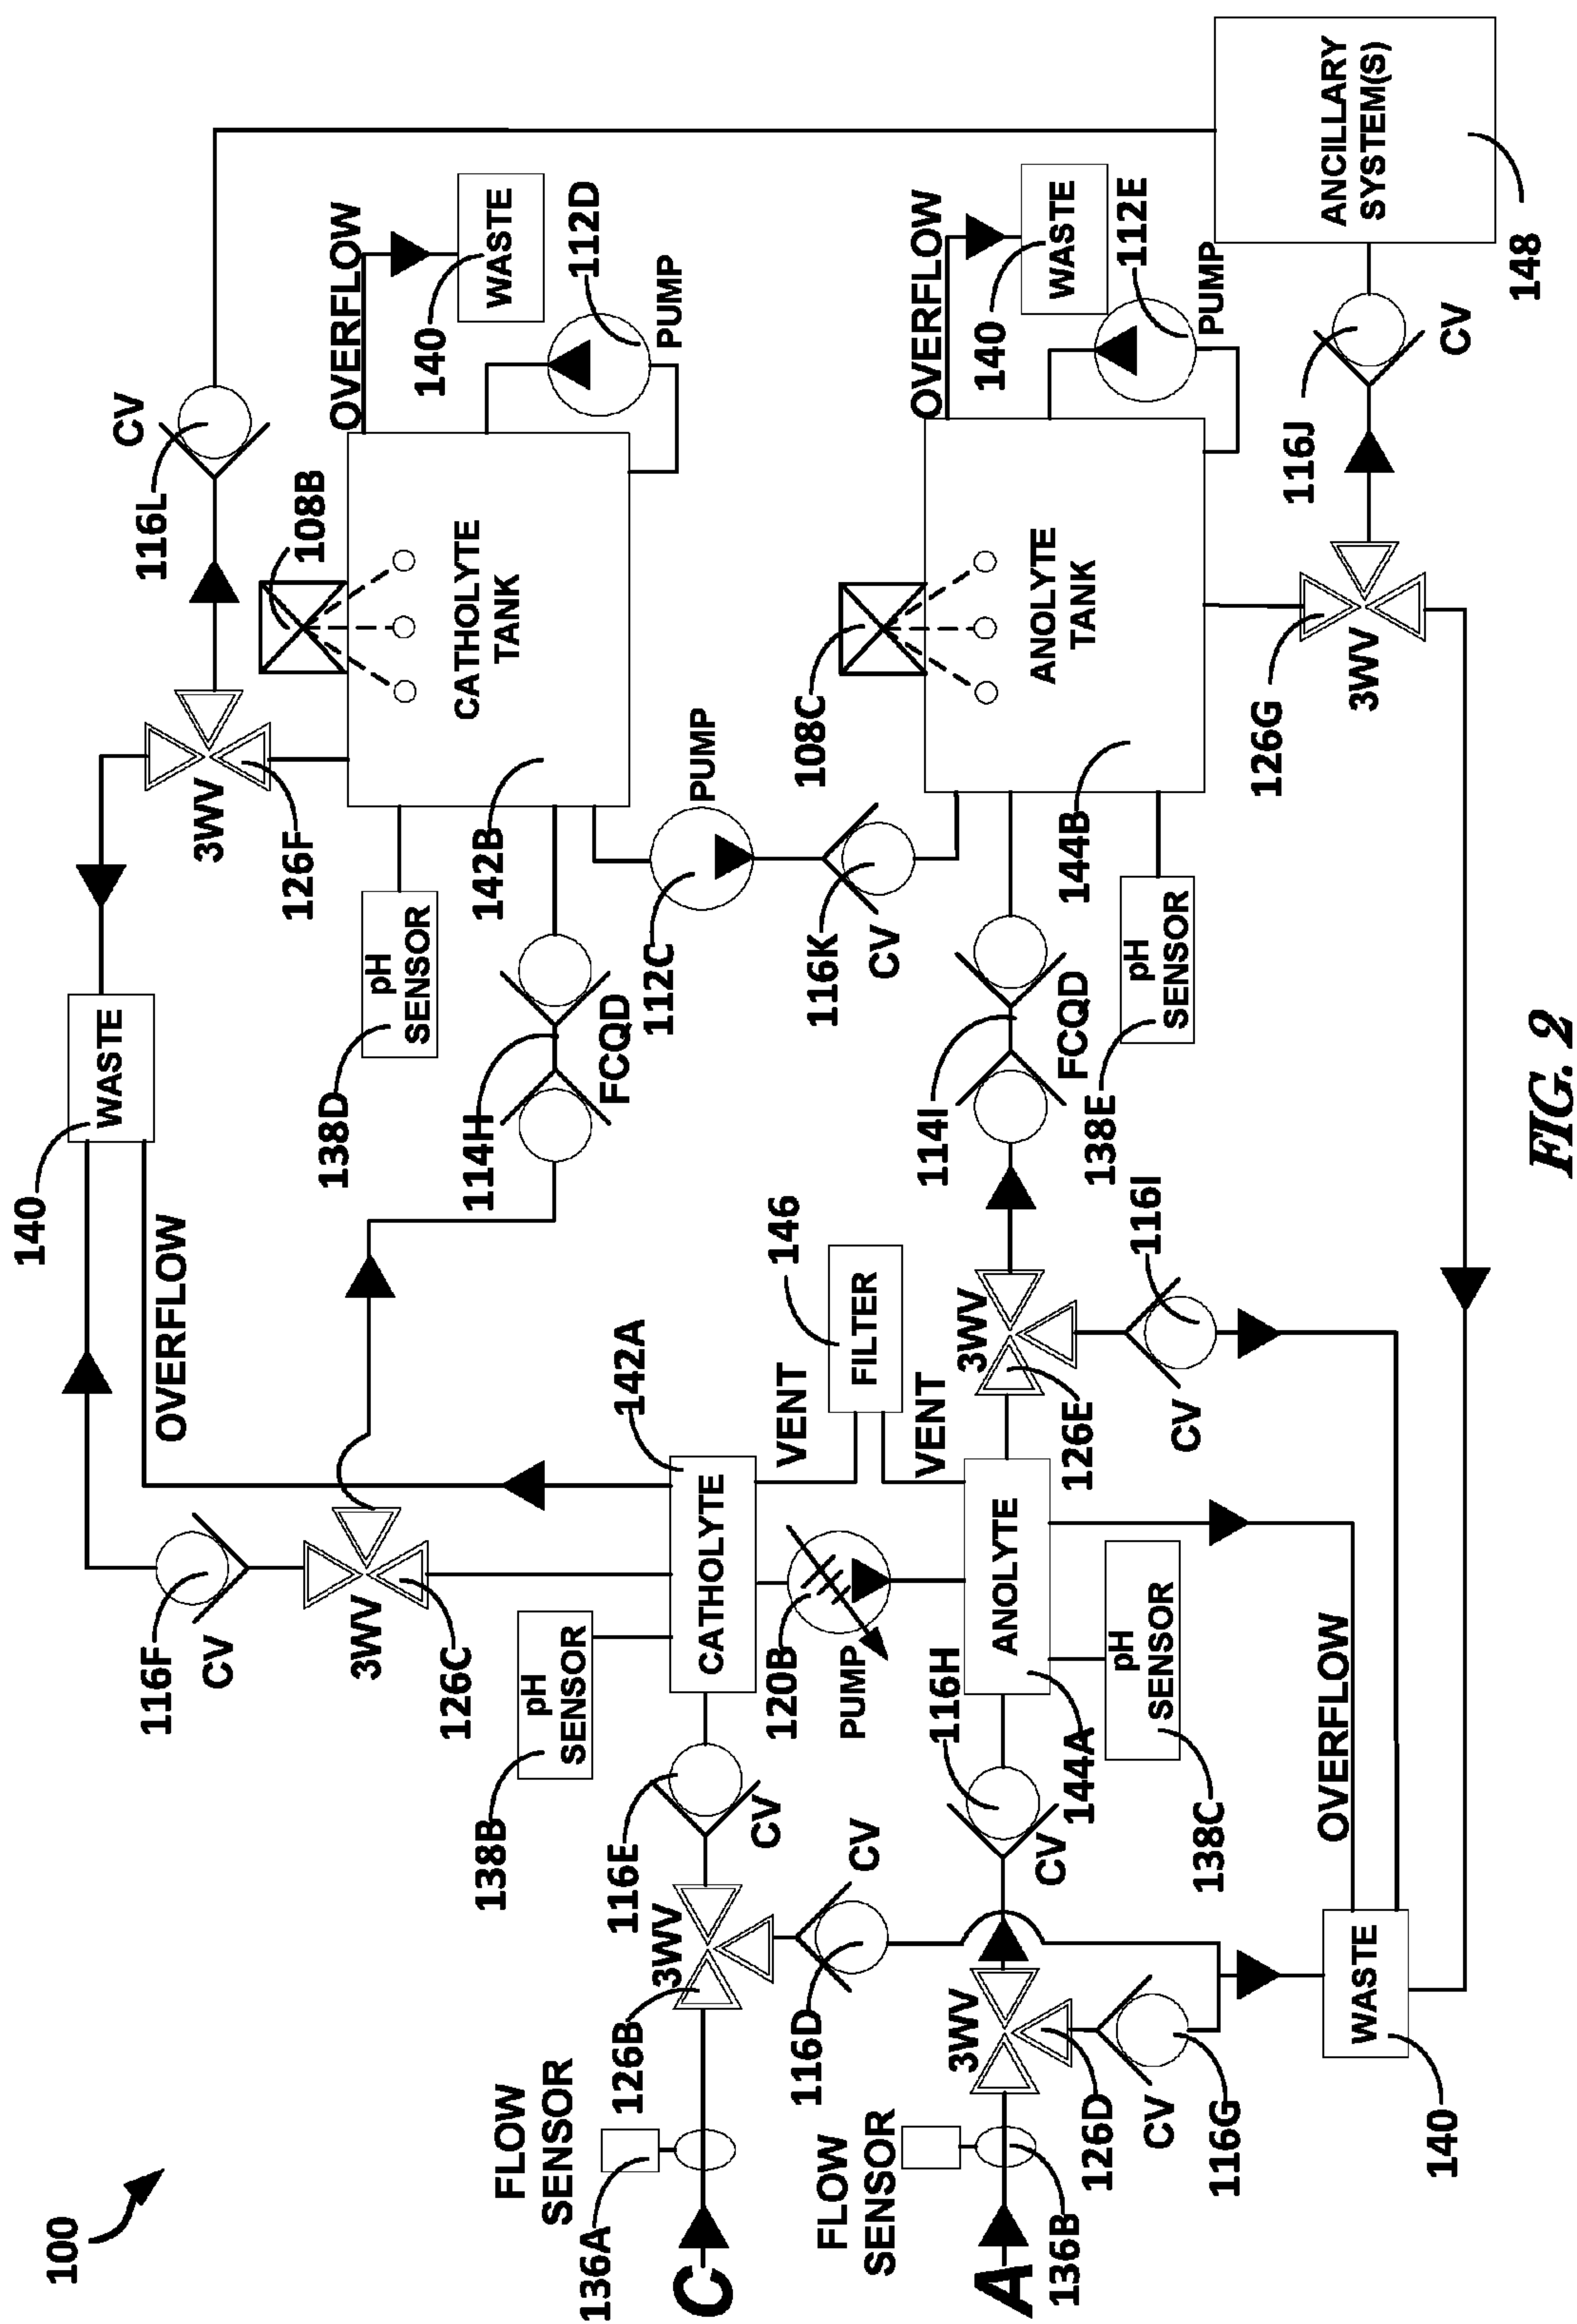 100
C
136A
FLOW
SENSOR
126B
3WV
116E
CV
116D
CV
138B
pH
SENSOR
CATHOLYTE
142A
120B
PUMP
VENT
FILTER
146
VENT
116F
CV
3WV
126C
OVERFLOW
140
WASTE
3WV
126F
116L
CV
138D
pH
SENSOR
114H
FCQD
142B
CATHOLYTE
TANK
108B
OVERFLOW
140
WASTE
112D
PUMP
112C
PUMP
116K
CV
A
136B
FLOW
SENSOR
3WV
126D
116G
CV
116H
CV
ANOLYTE
144A
138C
pH
SENSOR
OVERFLOW
140
WASTE
3WV
126E
116I
CV
114I
FCQD
138E
pH
SENSOR
144B
ANOLYTE
TANK
108C
OVERFLOW
140
WASTE
112E
PUMP
126G
3WV
116J
CV
ANCILLARY
SYSTEM(S)
148
FIG. 2